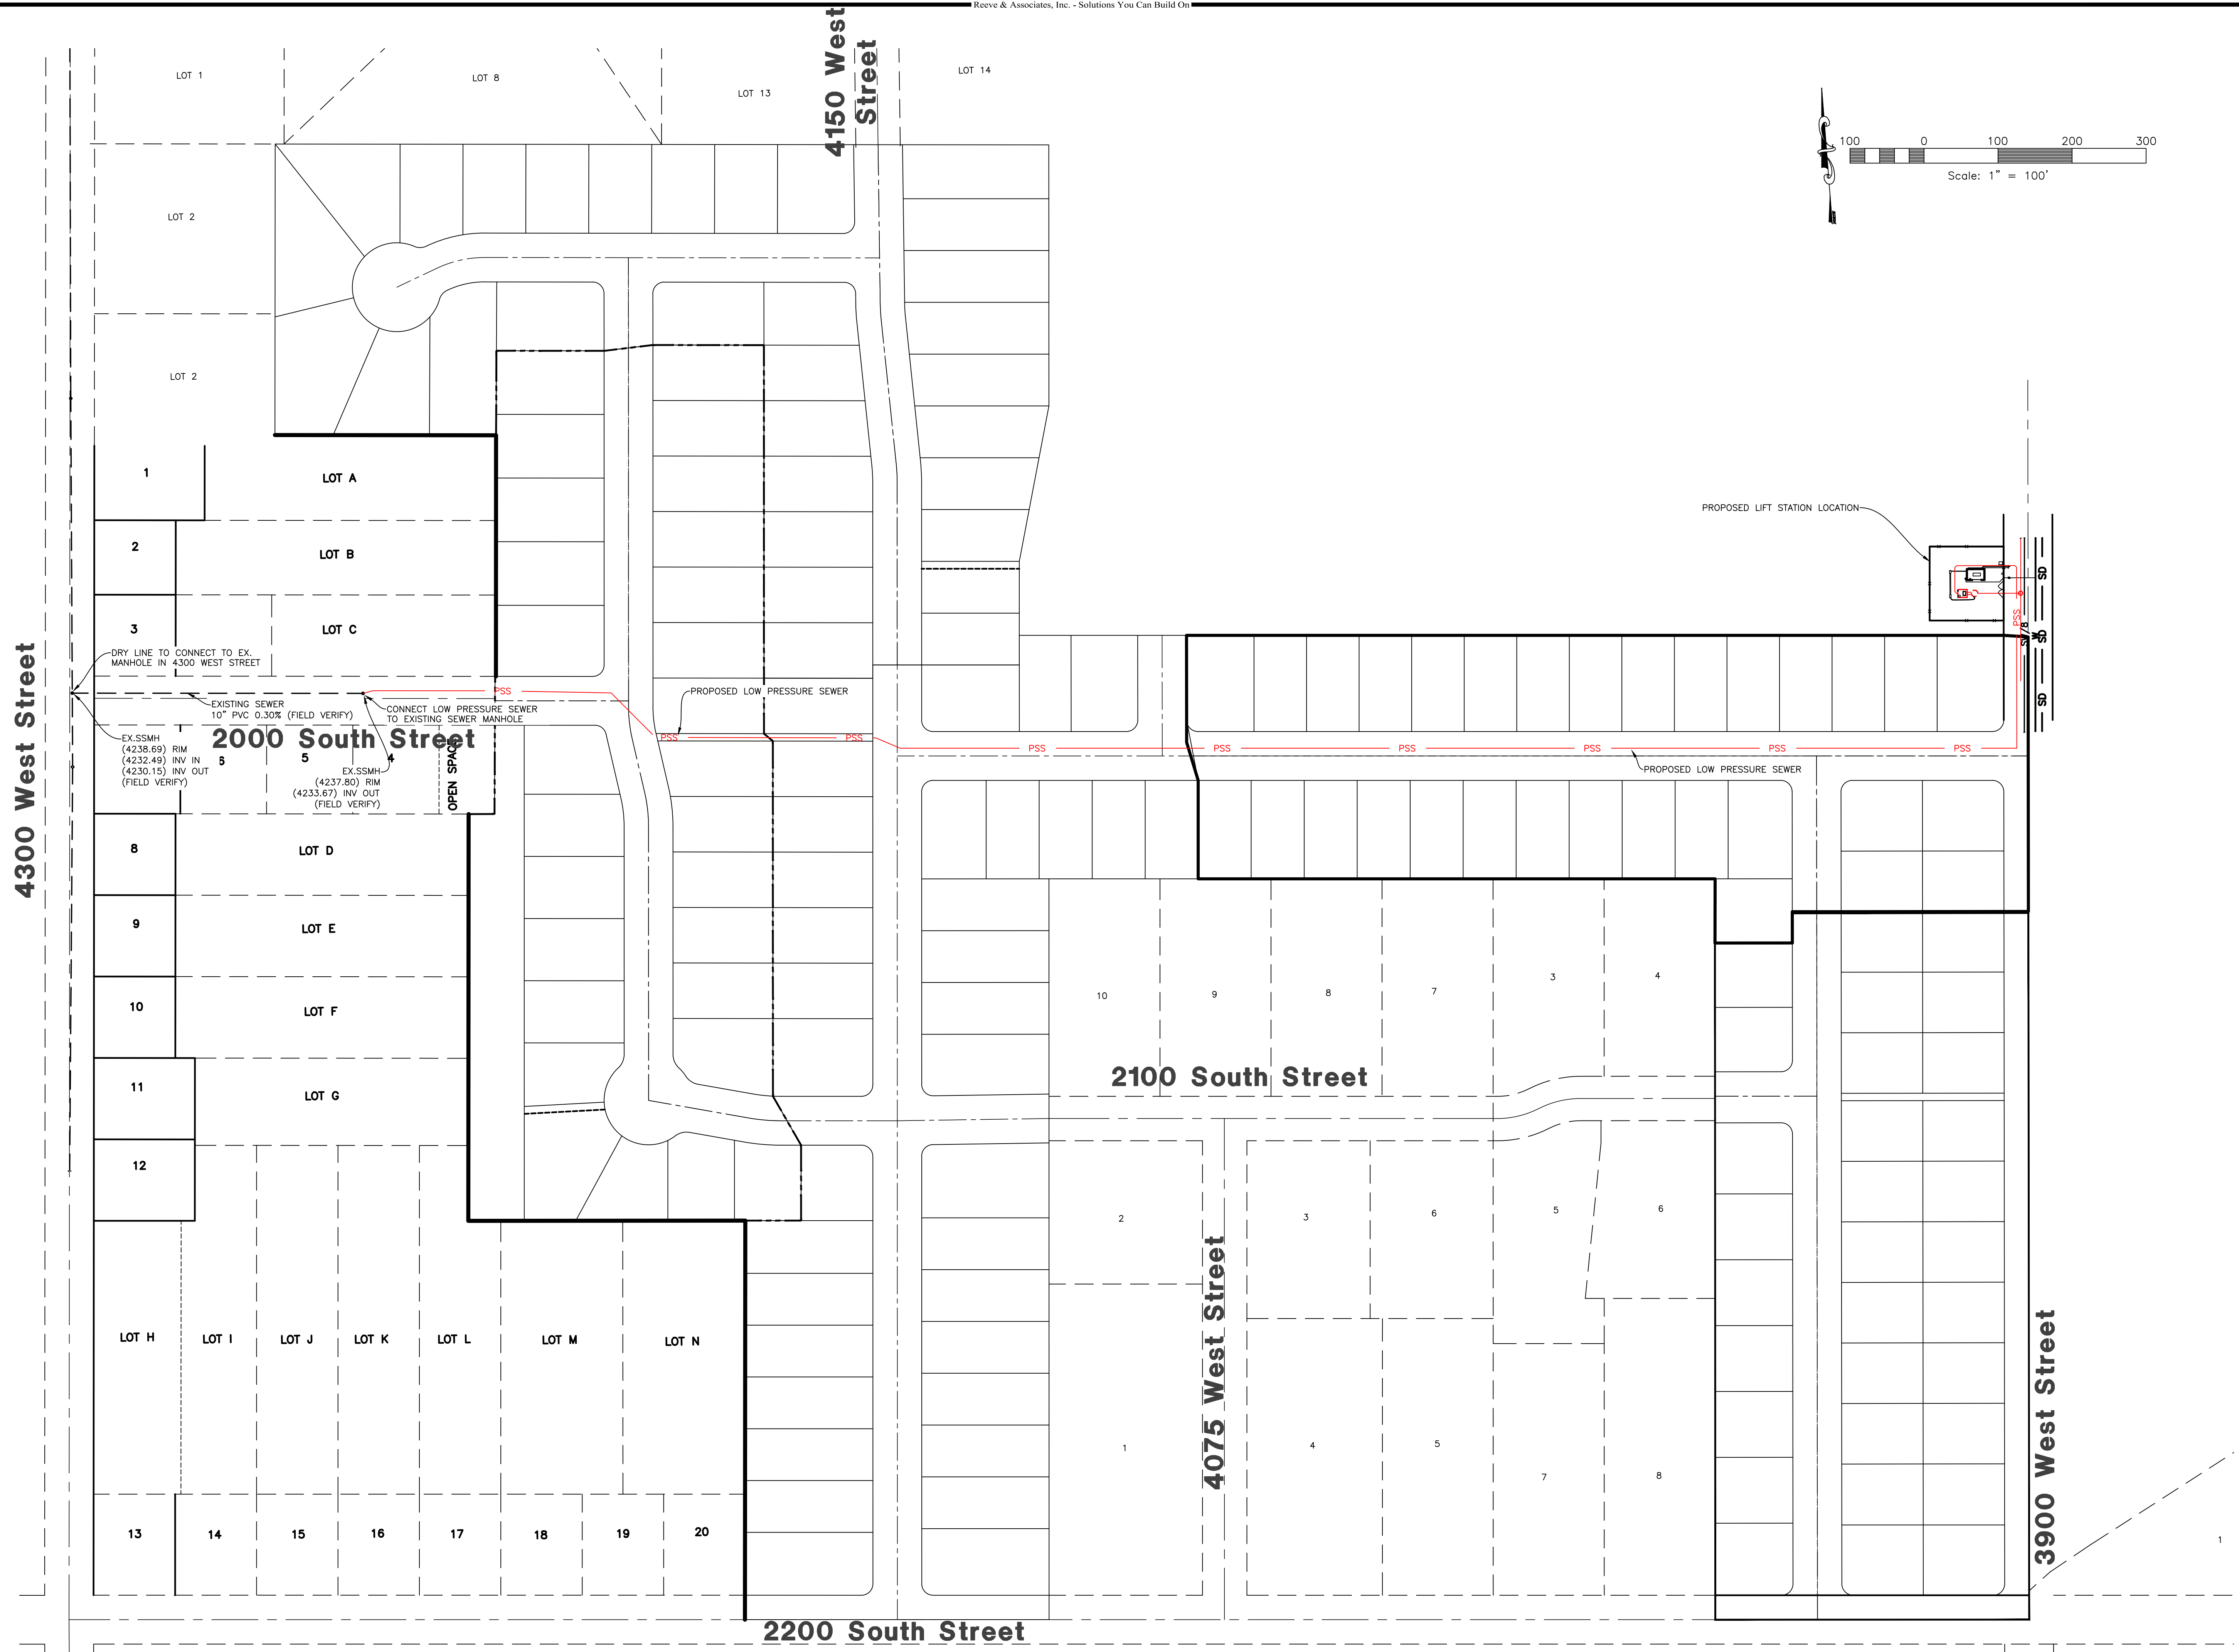 Reeve & Associates, Inc. - Solutions You Can Build On
4150 West
Street
LOT 1
LOT 8
LOT 13
LOT 14
100 0 100 200 300
Scale: 1" = 100'
LOT 2
LOT 2
1
LOT A
2
LOT B
3
LOT C
PROPOSED LIFT STATION LOCATION
SD
SD
SD
PSS
SW/8
W
4300 West Street
DRY LINE TO CONNECT TO EX.
MANHOLE IN 4300 WEST STREET
EXISTING SEWER
10" PVC 0.30% (FIELD VERIFY)
CONNECT LOW PRESSURE SEWER
TO EXISTING SEWER MANHOLE
PSS
PROPOSED LOW PRESSURE SEWER
PSS
PSS
PSS
PSS
PSS
PSS
PSS
PSS
PROPOSED LOW PRESSURE SEWER
2000 South Street
EX.SSMH
(4238.69) RIM
(4232.49) INV IN
(4230.15) INV OUT
(FIELD VERIFY)
6
5
4
EX.SSMH
(4237.80) RIM
(4233.67) INV OUT
(FIELD VERIFY)
OPEN SPACE
8
LOT D
9
LOT E
10
LOT F
11
LOT G
12
10
9
8
7
3
4
2100 South Street
2
3
6
5
6
4075 West Street
1
4
5
7
8
LOT H
LOT I
LOT J
LOT K
LOT L
LOT M
LOT N
13
14
15
16
17
18
19
20
3900 West Street
1
2200 South Street